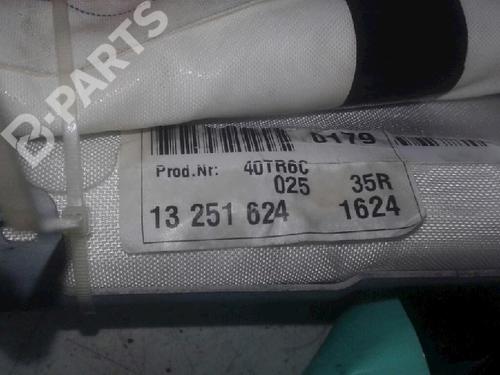 B-PARTS
0179
Prod.Nr: 40TR6C
025 35R
13 251 624 1624